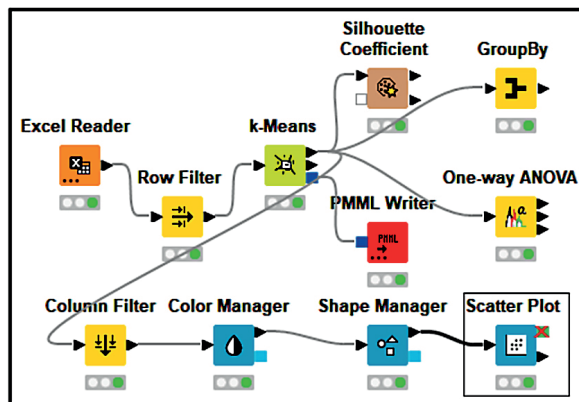 Silhouette
Coefficient
GroupBy
Excel Reader
k-Means
Row Filter
One-way ANOVA
PMML Writer
PMML
Column Filter
Color Manager
Shape Manager
Scatter Plot